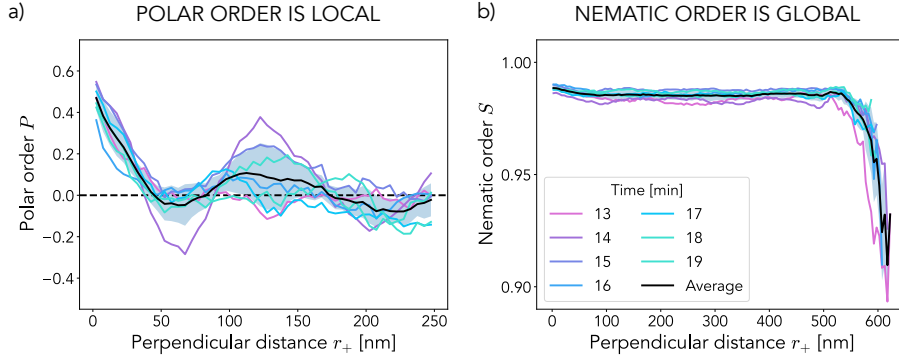 a)
POLAR ORDER IS LOCAL
0.6
0.4
0.2
0.0
−0.2
−0.4
Polar order P
0
50
100
150
200
250
Perpendicular distance r+ [nm]
b)
NEMATIC ORDER IS GLOBAL
1.00
0.95
0.90
Nematic order S
Time [min]
13
14
15
16
17
18
19
Average
0
100
200
300
400
500
600
Perpendicular distance r+ [nm]